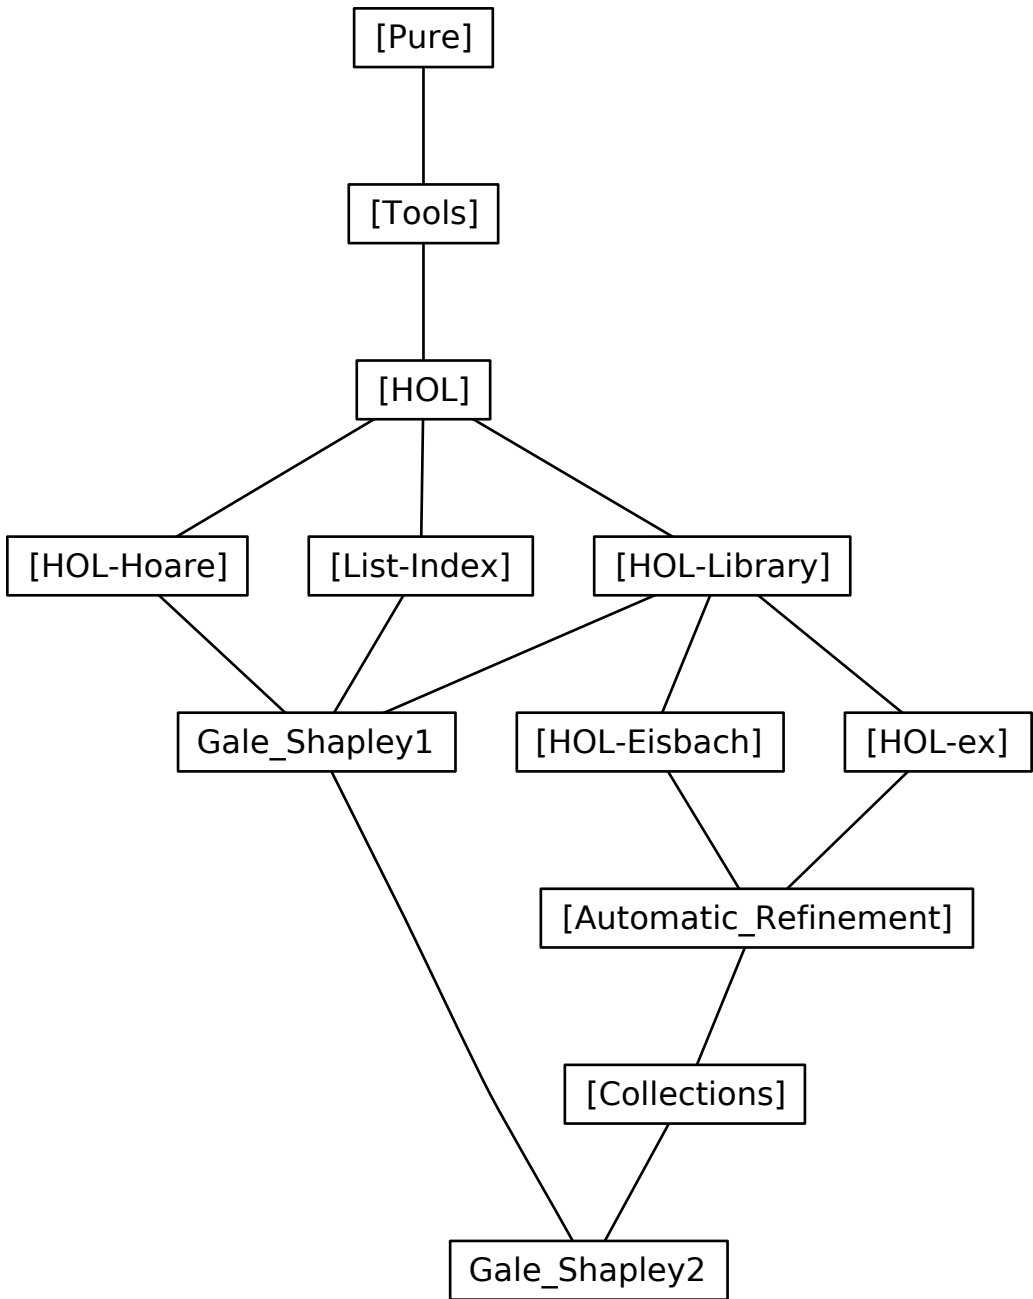 [Pure]
[Tools]
[HOL]
[HOL-Hoare]
[List-Index]
[HOL-Library]
Gale_Shapley1
[HOL-Eisbach]
[HOL-ex]
[Automatic_Refinement]
[Collections]
Gale_Shapley2